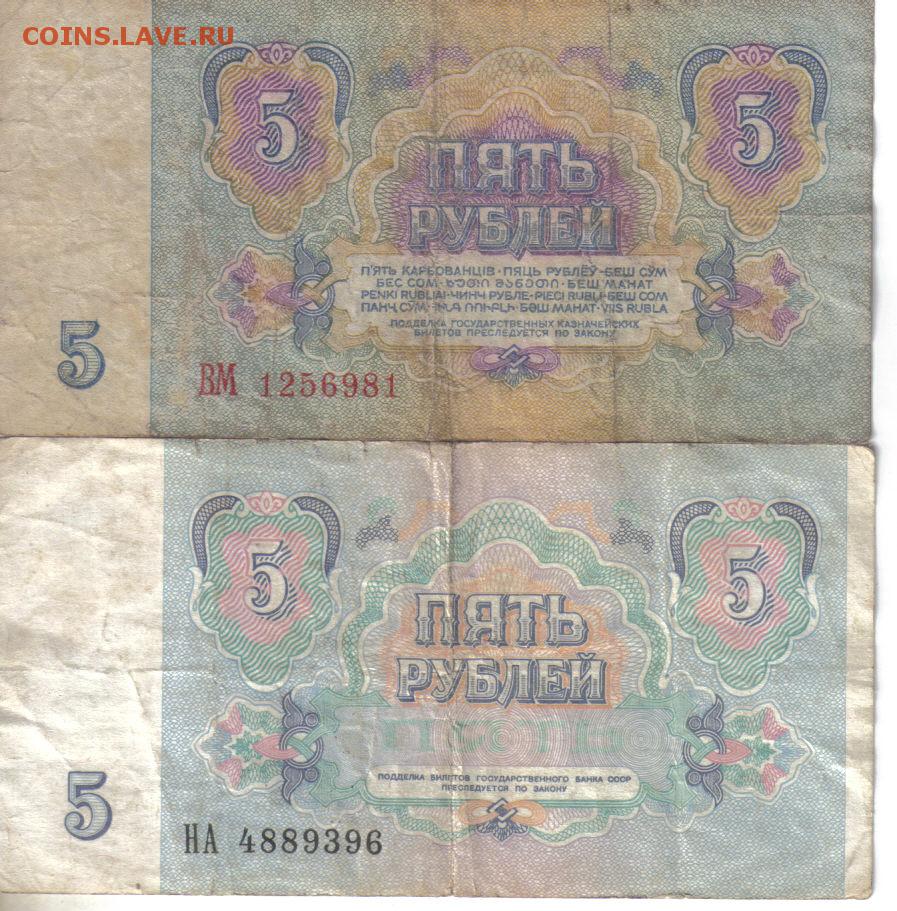 COINS.LAVE.RU
5 5
ПЯТЬ
РУБЛЕЙ
П'ЯТЬ КАРБОВАНЦІВ · ПЯЦЬ РУБЛЁЎ · БЕШ СЎМ
БЕС СОМ · ᲮᲣᲗᲘ ᲛᲐᲜᲔᲗᲘ · БЕШ МАНАТ
PENKI RUBLIAI · ЧИНЧ РУБЛЕ · PIECI RUBĻI · БЕШ СОМ
ПАНҶ СӮМ · ՀԻՆԳ ՌՈՒԲԼԻ · БӘШ МАНАТ · VIIS RUBLA
ПОДДЕЛКА ГОСУДАРСТВЕННЫХ КАЗНАЧЕЙСКИХ
БИЛЕТОВ ПРЕСЛЕДУЕТСЯ ПО ЗАКОНУ
5
ВМ 1256981
5 5
ПЯТЬ
РУБЛЕЙ
ПОДДЕЛКА БИЛЕТОВ ГОСУДАРСТВЕННОГО БАНКА СССР
ПРЕСЛЕДУЕТСЯ ПО ЗАКОНУ
5
НА 4889396